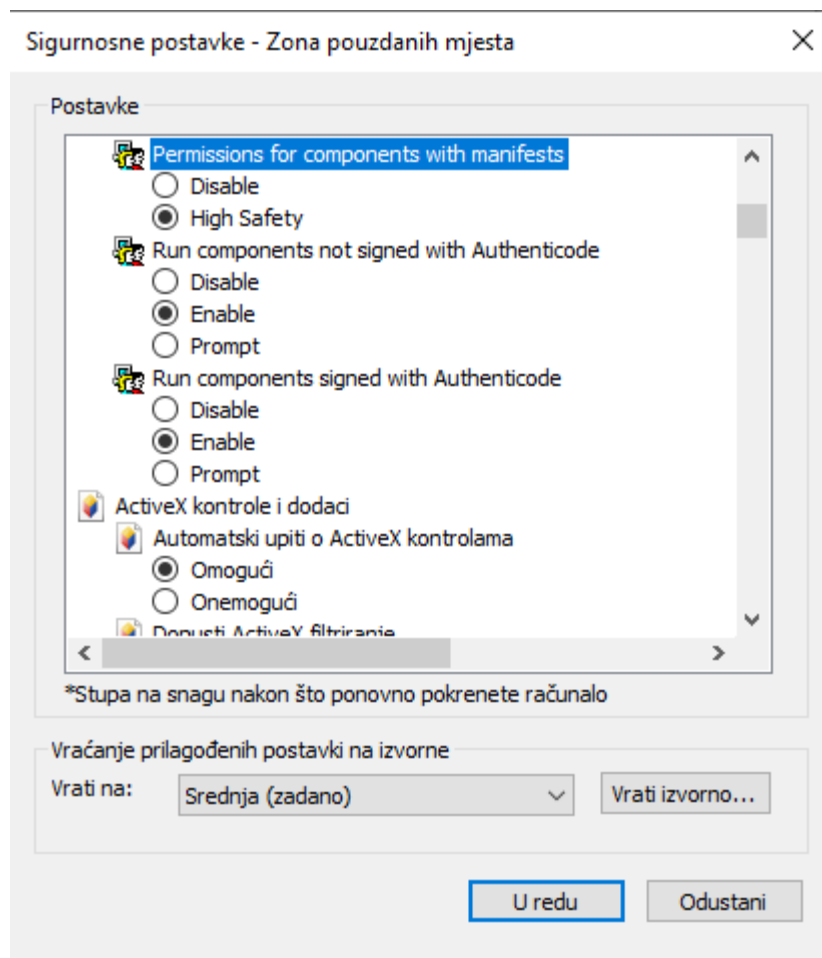 Sigurnosne postavke - Zona pouzdanih mjesta
Postavke
Permissions for components with manifests
Disable
High Safety
Run components not signed with Authenticode
Disable
Enable
Prompt
Run components signed with Authenticode
Disable
Enable
Prompt
ActiveX kontrole i dodaci
Automatski upiti o ActiveX kontrolama
Omogući
Onemogući
Dopusti ActiveX filtriranje
*Stupa na snagu nakon što ponovno pokrenete računalo
Vraćanje prilagođenih postavki na izvorne
Vrati na:
Srednja (zadano)
Vrati izvorno...
U redu
Odustani